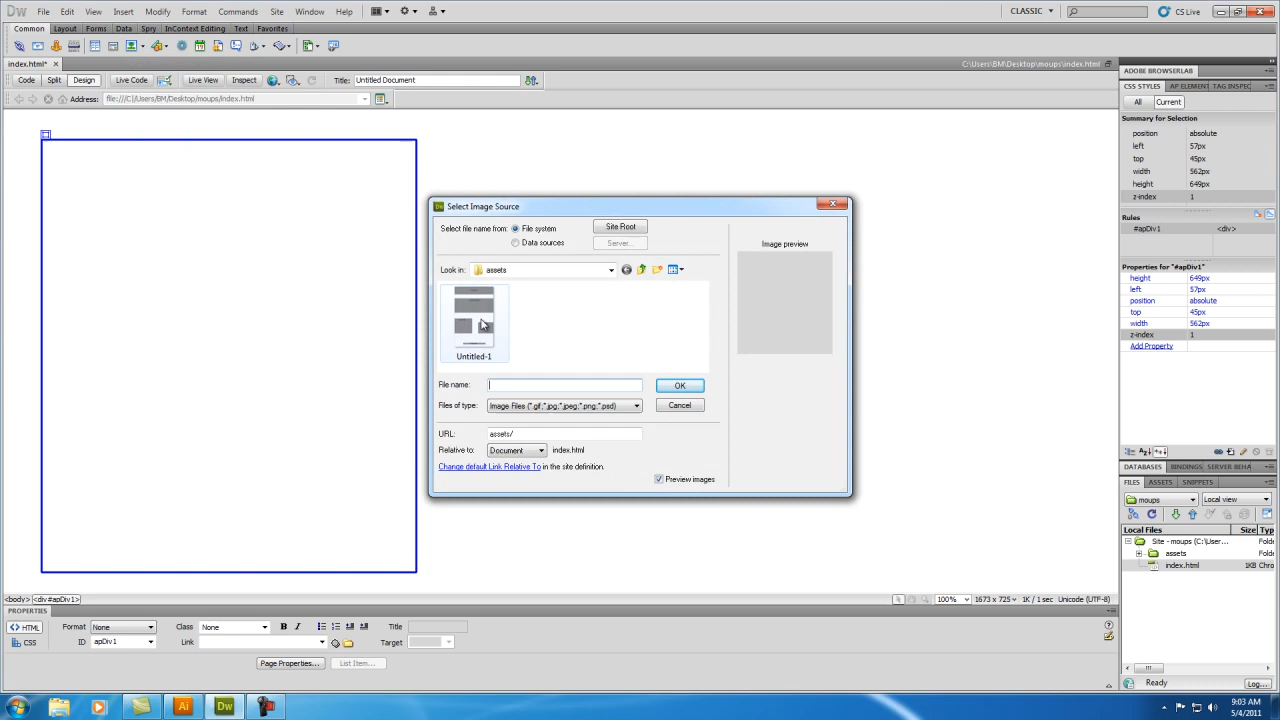 Dw File Edit View Insert Modify Format Commands Site Window Help CLASSIC CS Live
Common Layout Forms Data Spry InContext Editing Text Favorites
index.html* C:\Users\BM\Desktop\moups\index.html
Code Split Design Live Code Live View Inspect Title: Untitled Document
Address: file:///C|/Users/BM/Desktop/moups/index.html
ADOBE BROWSERLAB
CSS STYLES AP ELEMENT TAG INSPEC
All Current
Summary for Selection
position absolute
left 57px
top 45px
width 562px
height 649px
z-index 1
Rules
#apDiv1 <div>
Properties for "#apDiv1"
height 649px
left 57px
position absolute
top 45px
width 562px
z-index 1
Add Property
Dw Select Image Source
Select file name from: File system Site Root
Data sources Server...
Image preview
Look in: assets
Untitled-1
File name: OK
Files of type: Image Files (*.gif;*.jpg;*.jpeg;*.png;*.psd) Cancel
URL: assets/
Relative to: Document index.html
Change default Link Relative To in the site definition.
Preview images
DATABASES BINDINGS SERVER BEHA
FILES ASSETS SNIPPETS
moups Local view
Local Files Size Typ
Site - moups (C:\User... Folde
assets Folde
index.html 1KB Chro
<body> <div#apDiv1> 100% 1673 x 725 1K / 1 sec Unicode (UTF-8)
PROPERTIES
HTML Format None Class None B I Title
CSS ID apDiv1 Link Target
Page Properties... List Item...
Ready Log...
Ai Dw
9:03 AM
5/4/2011